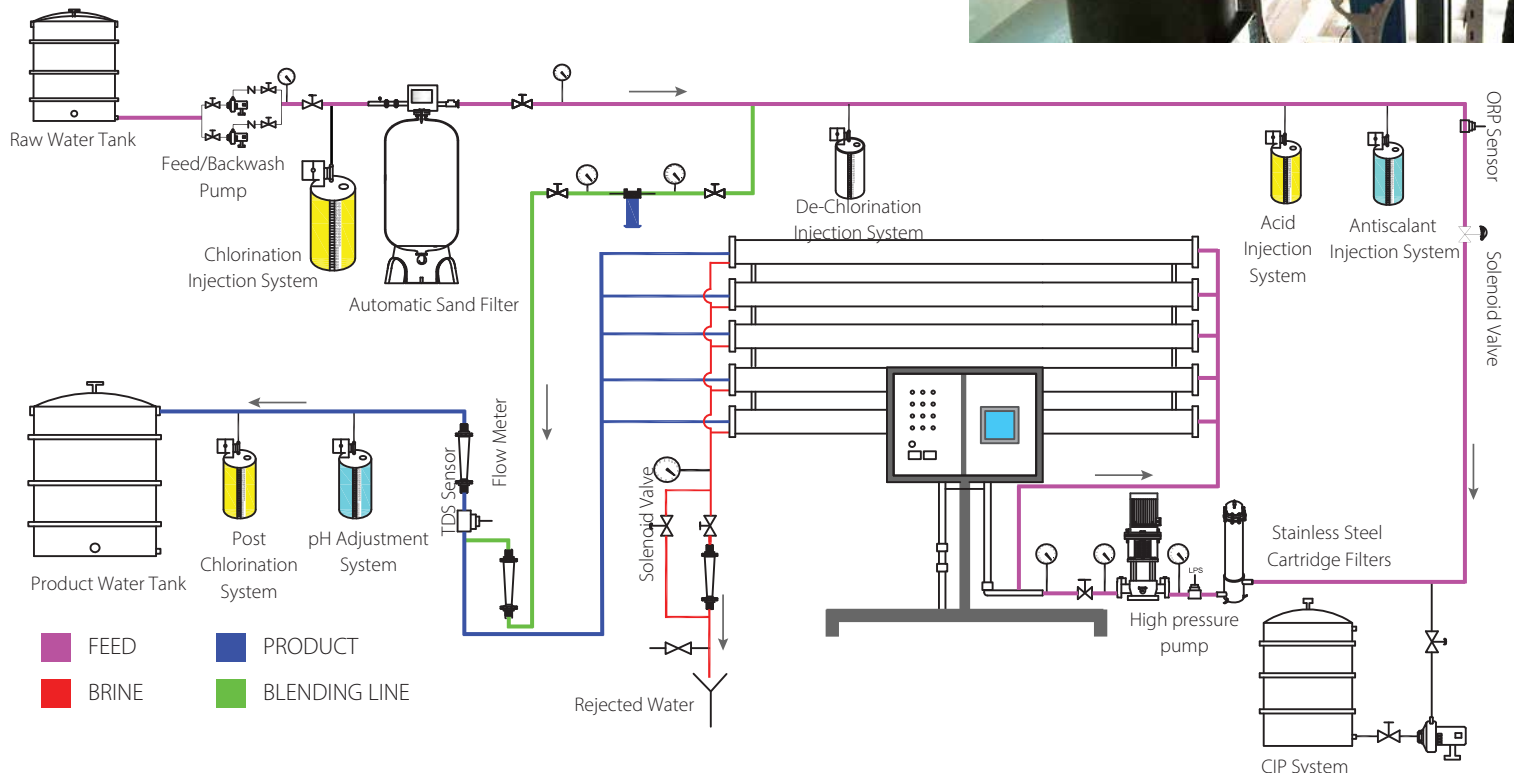 Raw Water Tank
Feed/Backwash
Pump
N
N
Chlorination
Injection System
Automatic Sand Filter
De-Chlorination
Injection System
Acid
Injection
System
Antiscalant
Injection System
ORP Sensor
Solenoid Valve
Product Water Tank
Post
Chlorination
System
pH Adjustment
System
TDS Sensor
Flow Meter
Solenoid Valve
Rejected Water
LPS
High pressure
pump
Stainless Steel
Cartridge Filters
CIP System
FEED
PRODUCT
BRINE
BLENDING LINE